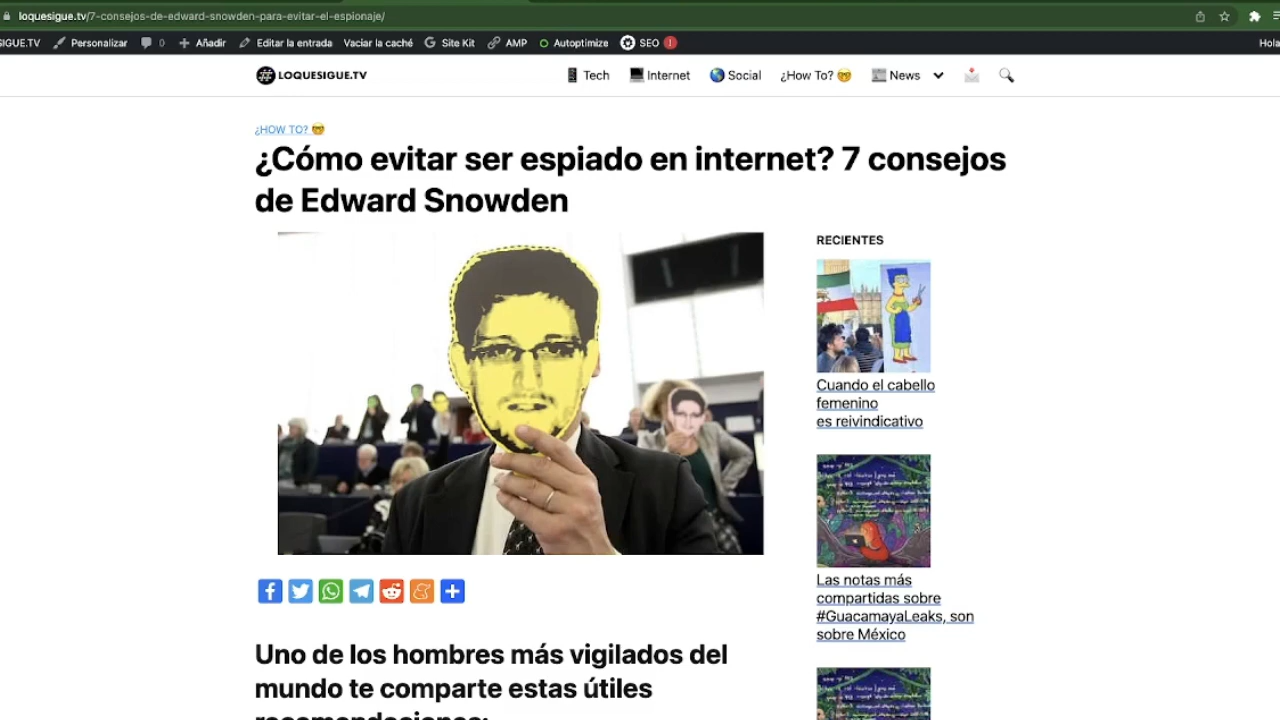 loquesigue.tv/7-consejos-de-edward-snowden-para-evitar-el-espionaje/
SIGUE.TV Personalizar 0 Añadir Editar la entrada Vaciar la caché Site Kit AMP Autoptimize SEO 1 Hola
# LOQUESIGUE.TV Tech Internet Social ¿How To? News
¿HOW TO?
¿Cómo evitar ser espiado en internet? 7 consejos
de Edward Snowden
RECIENTES
Cuando el cabello
femenino
es reivindicativo
Las notas más
compartidas sobre
#GuacamayaLeaks, son
sobre México
Uno de los hombres más vigilados del
mundo te comparte estas útiles
recomendaciones: